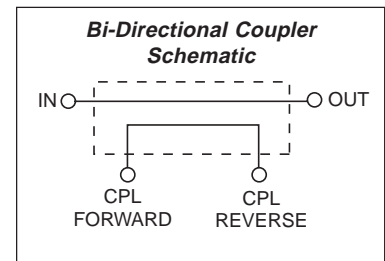 Bi-Directional Coupler
Schematic
IN
OUT
CPL
FORWARD
CPL
REVERSE